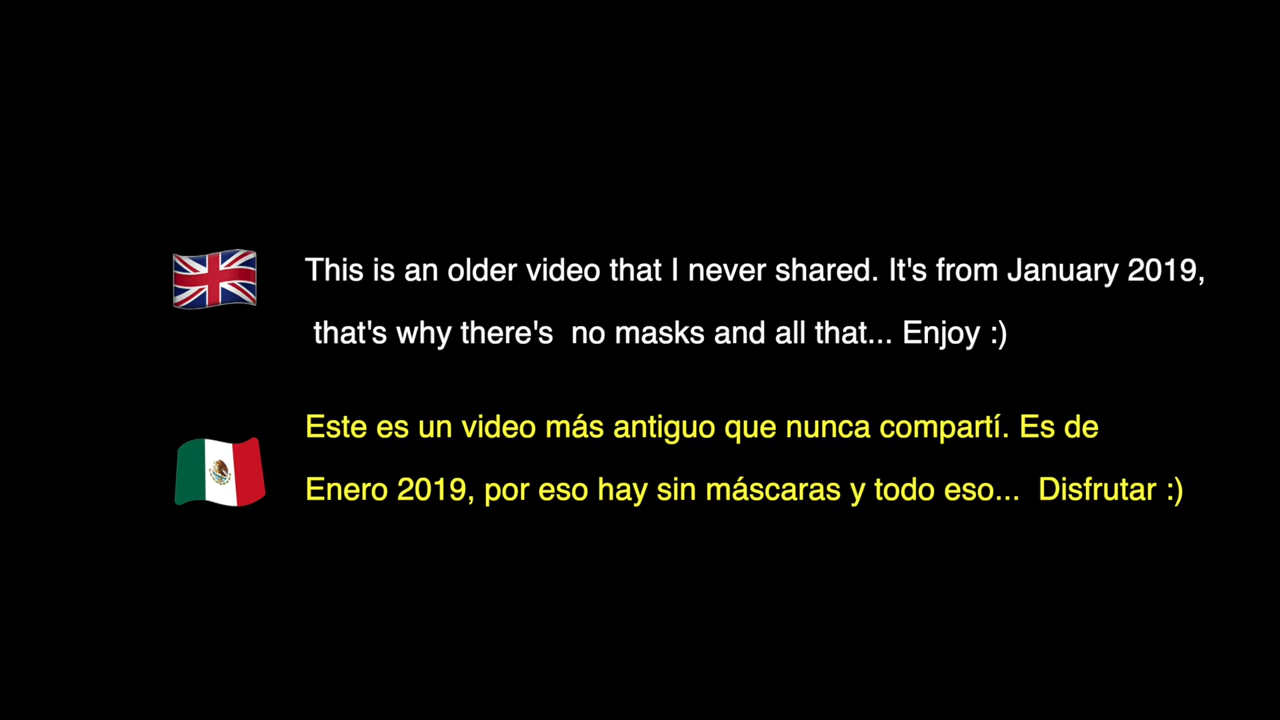 This is an older video that I never shared. It's from January 2019,
that's why there's  no masks and all that... Enjoy :)
Este es un video más antiguo que nunca compartí. Es de
Enero 2019, por eso hay sin máscaras y todo eso...  Disfrutar :)